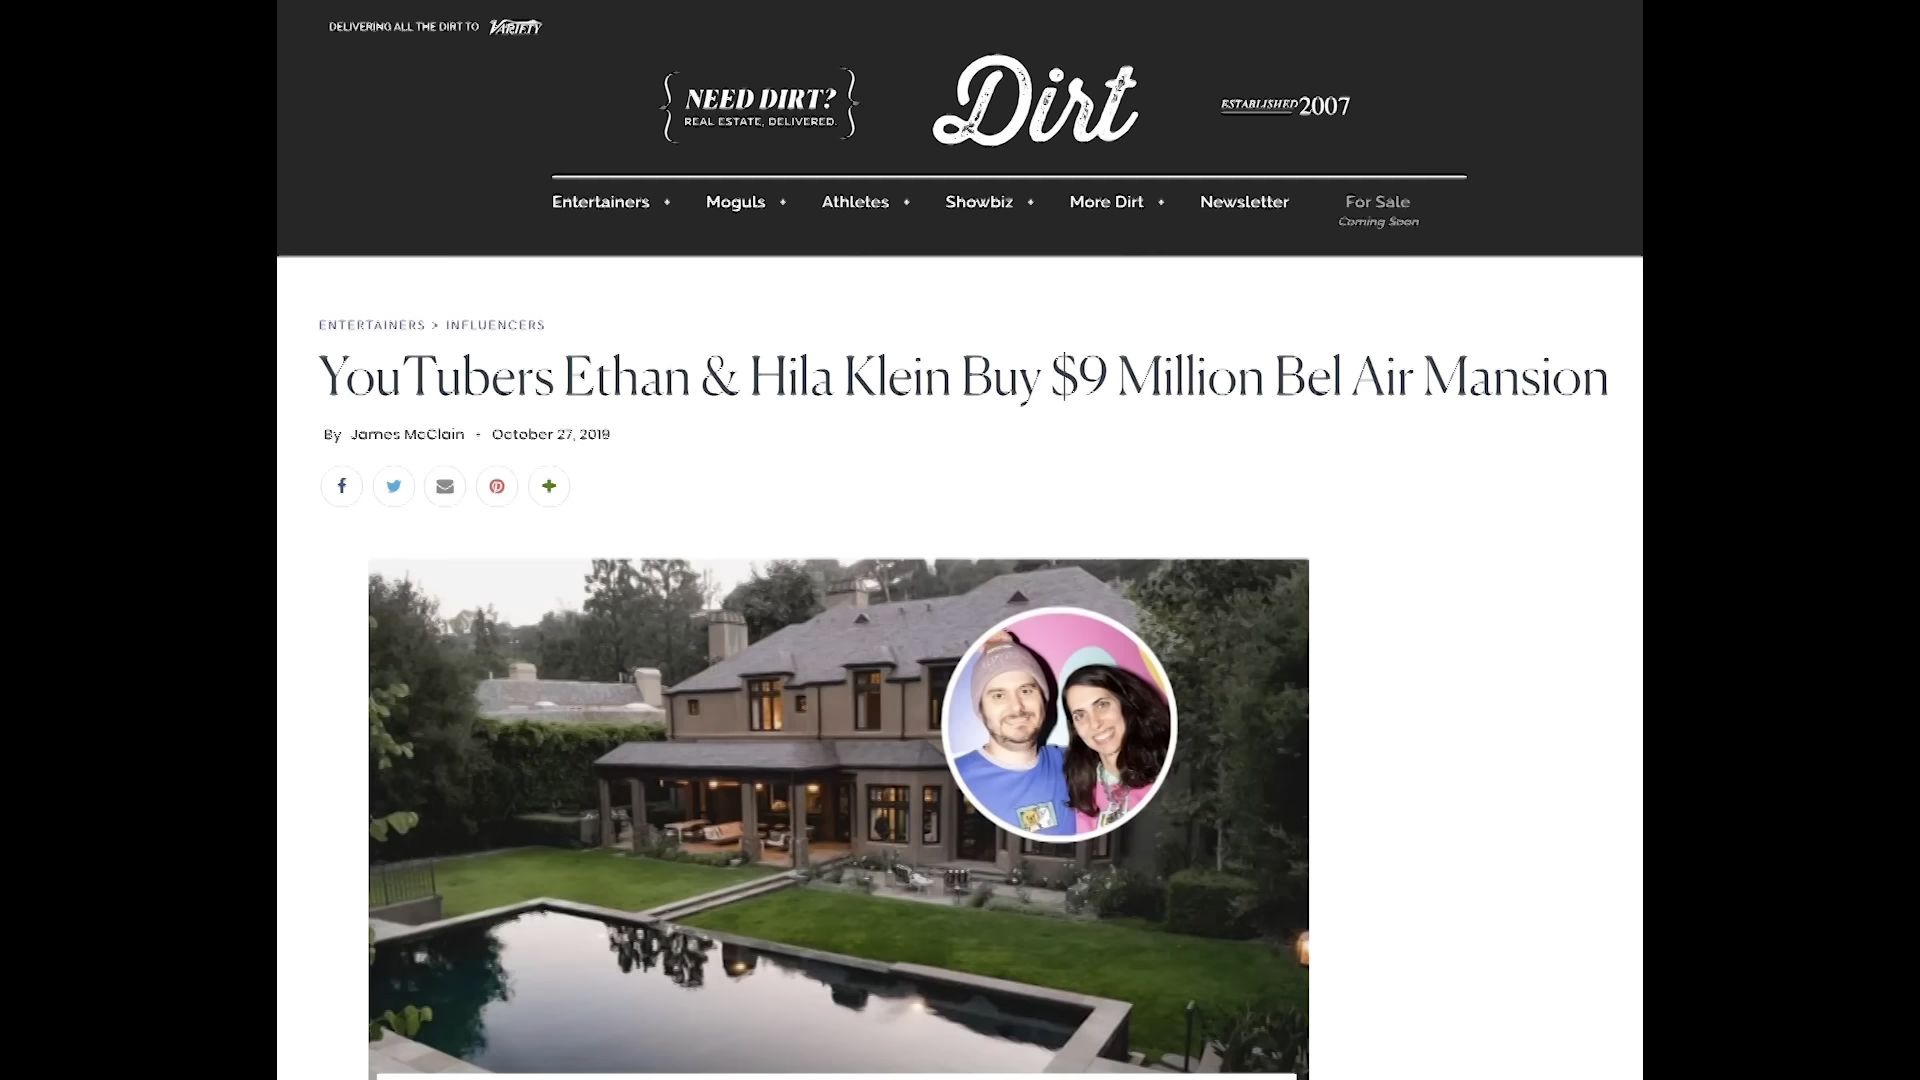 DELIVERING ALL THE DIRT TO VARIETY
NEED DIRT?
REAL ESTATE, DELIVERED.
Dirt
ESTABLISHED 2007
Entertainers
Moguls
Athletes
Showbiz
More Dirt
Newsletter
For Sale
Coming Soon
ENTERTAINERS > INFLUENCERS
YouTubers Ethan & Hila Klein Buy $9 Million Bel Air Mansion
By James McClain - October 27, 2019